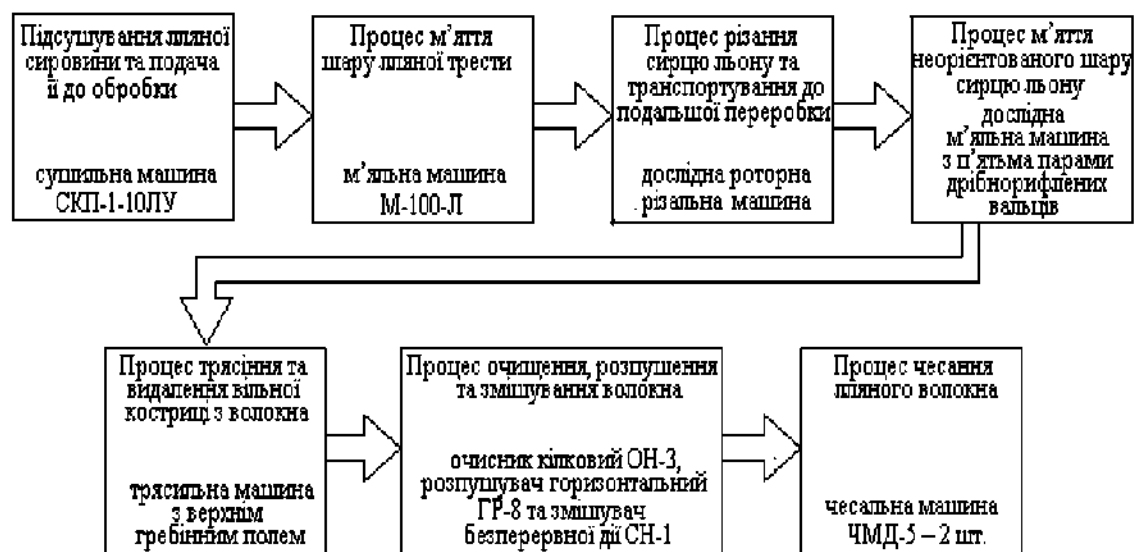 Підсушування лляної
сировини та подача
її до обробки
сушильна машина
СКП-1-10ЛУ
Процес м’яття
шару лляної трести
м’яльна машина
М-100-Л
Процес різання
сирцю льону та
транспортування до
подальшої переробки
дослідна роторна
різальна машина
Процес м’яття
неорієнтованого шару
сирцю льону
дослідна
м’яльна машина
з п’ятьма парами
дрібнорифлених
вальців
Процес трясіння та
видалення вільної
костриці з волокна
трясильна машина
з верхнім
гребінним полем
Процес очищення, розпушення
та змішування волокна
очисник кілковий ОН-3,
розпушувач горизонтальний
ГР-8 та змішувач
безперервної дії СН-1
Процес чесання
лляного волокна
чесальна машина
ЧМД-5 – 2 шт.